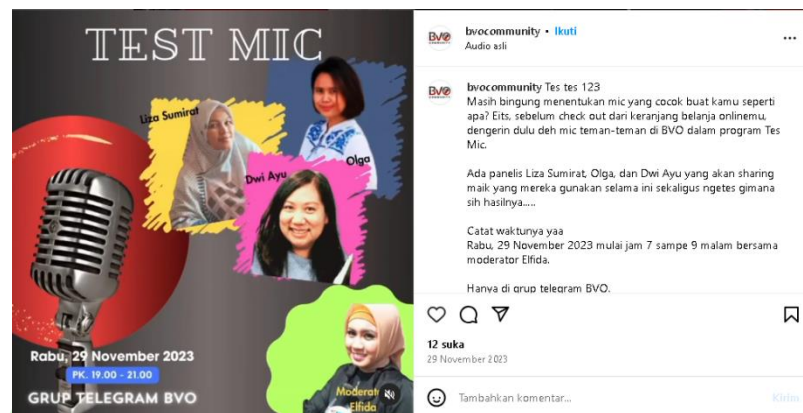 TEST MIC
Liza Sumirat
Olga
Dwi Ayu
Rabu, 29 November 2023
PK. 19.00 - 21.00
GRUP TELEGRAM BVO
Moderator
Elfida
BVO
COMMUNITY
bvocommunity • Ikuti
Audio asli
BVO
COMMUNITY
bvocommunity Tes tes 123
Masih bingung menentukan mic yang cocok buat kamu seperti
apa? Eits, sebelum check out dari keranjang belanja onlinemu,
dengerin dulu deh mic teman-teman di BVO dalam program Tes
Mic.
Ada panelis Liza Sumirat, Olga, dan Dwi Ayu yang akan sharing
maik yang mereka gunakan selama ini sekaligus ngetes gimana
sih hasilnya.....
Catat waktunya yaa
Rabu, 29 November 2023 mulai jam 7 sampe 9 malam bersama
moderator Elfida.
Hanya di grup telegram BVO.
12 suka
29 November 2023
Tambahkan komentar...
Kirim